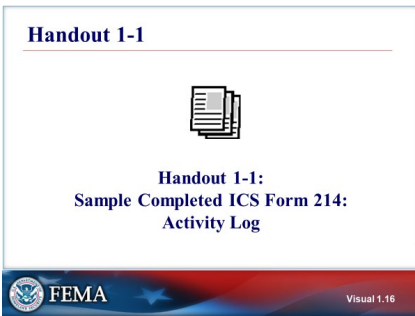 Handout 1-1
Handout 1-1:
Sample Completed ICS Form 214:
Activity Log
FEMA
Visual 1.16